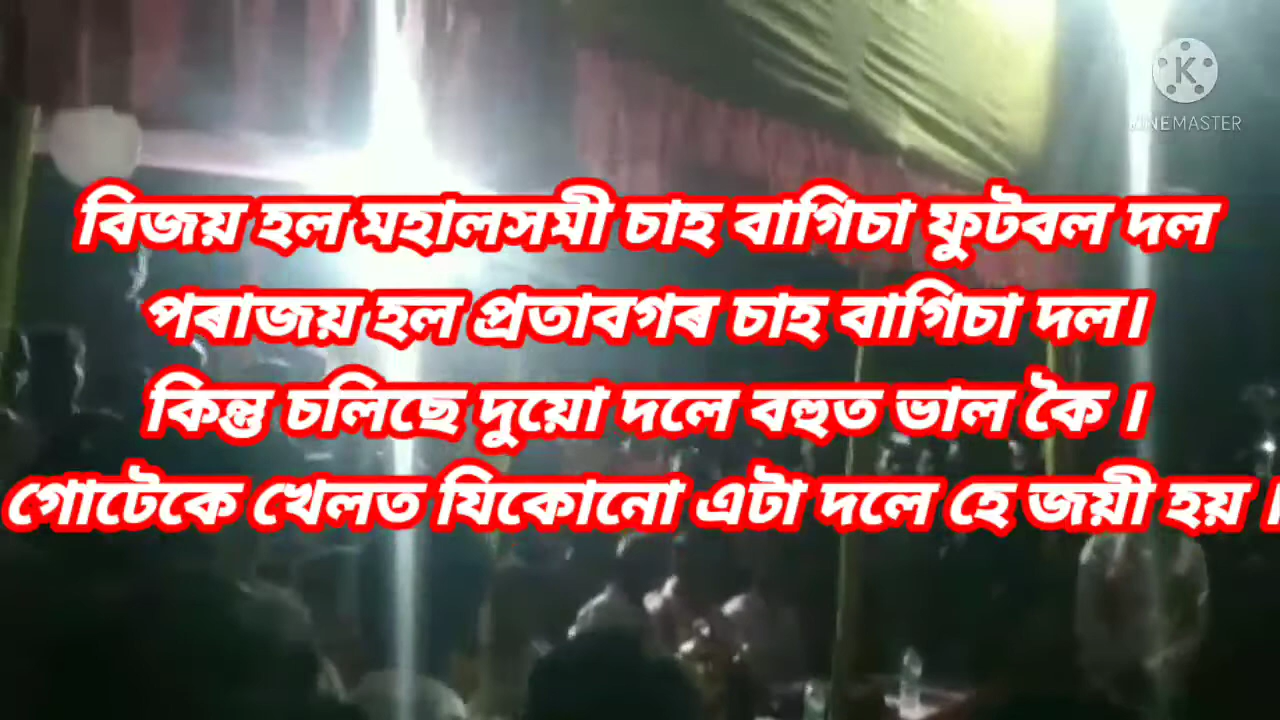 K
KINEMASTER
বিজয় হল মহালসমী চাহ বাগিচা ফুটবল দল
পৰাজয় হল প্ৰতাবগৰ চাহ বাগিচা দল।
কিন্তু চলিছে দুয়ো দলে বহুত ভাল কৈ ।
গোটেকে খেলত যিকোনো এটা দলে হে জয়ী হয় ।